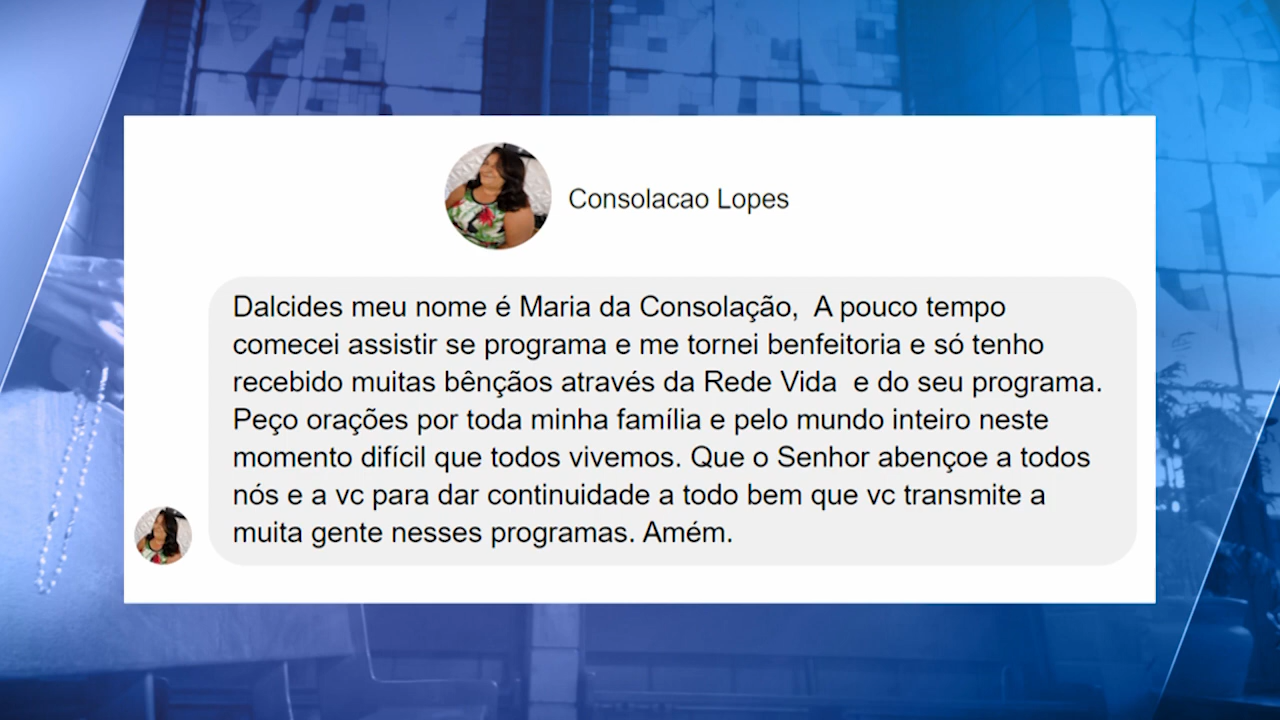 Consolacao Lopes
Dalcides meu nome é Maria da Consolação,  A pouco tempo
comecei assistir se programa e me tornei benfeitoria e só tenho
recebido muitas bênçãos através da Rede Vida  e do seu programa.
Peço orações por toda minha família e pelo mundo inteiro neste
momento difícil que todos vivemos. Que o Senhor abençoe a todos
nós e a vc para dar continuidade a todo bem que vc transmite a
muita gente nesses programas. Amém.